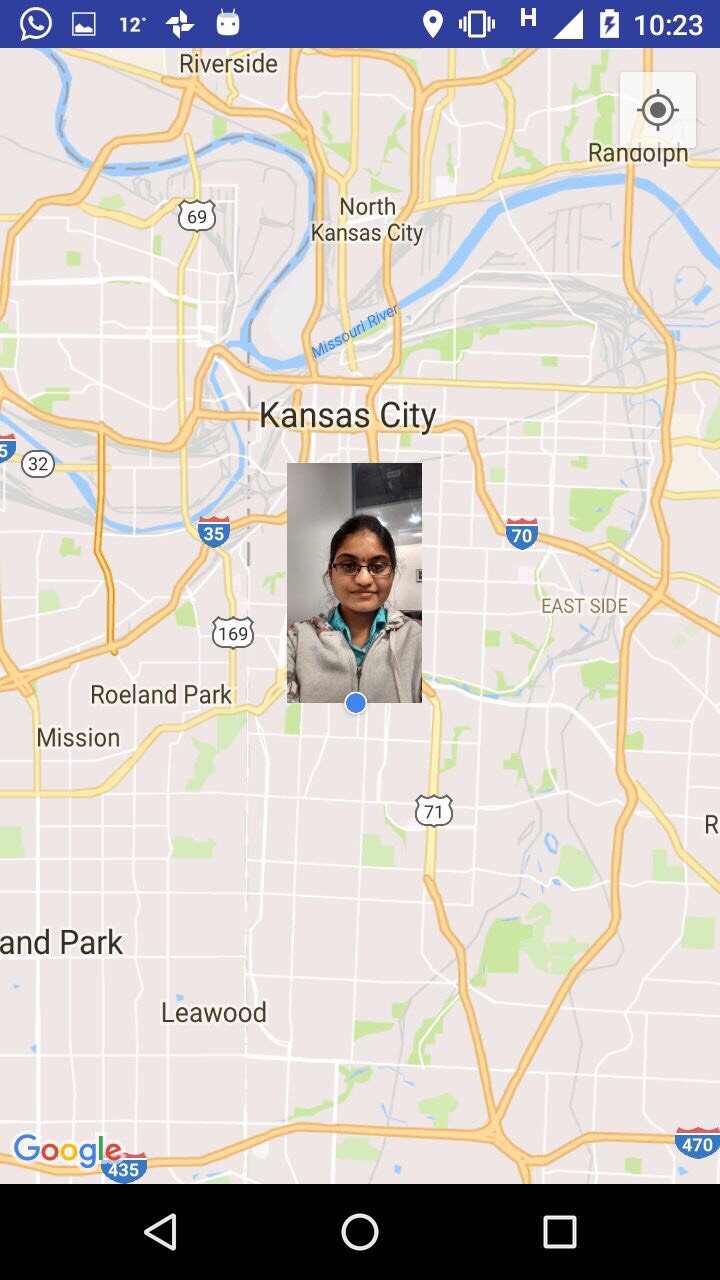 12°
H
10:23
Riverside
Randolph
69
North
Kansas City
Missouri River
Kansas City
5
32
35
70
EAST SIDE
169
Roeland Park
Mission
71
R
and Park
Leawood
Google
435
470